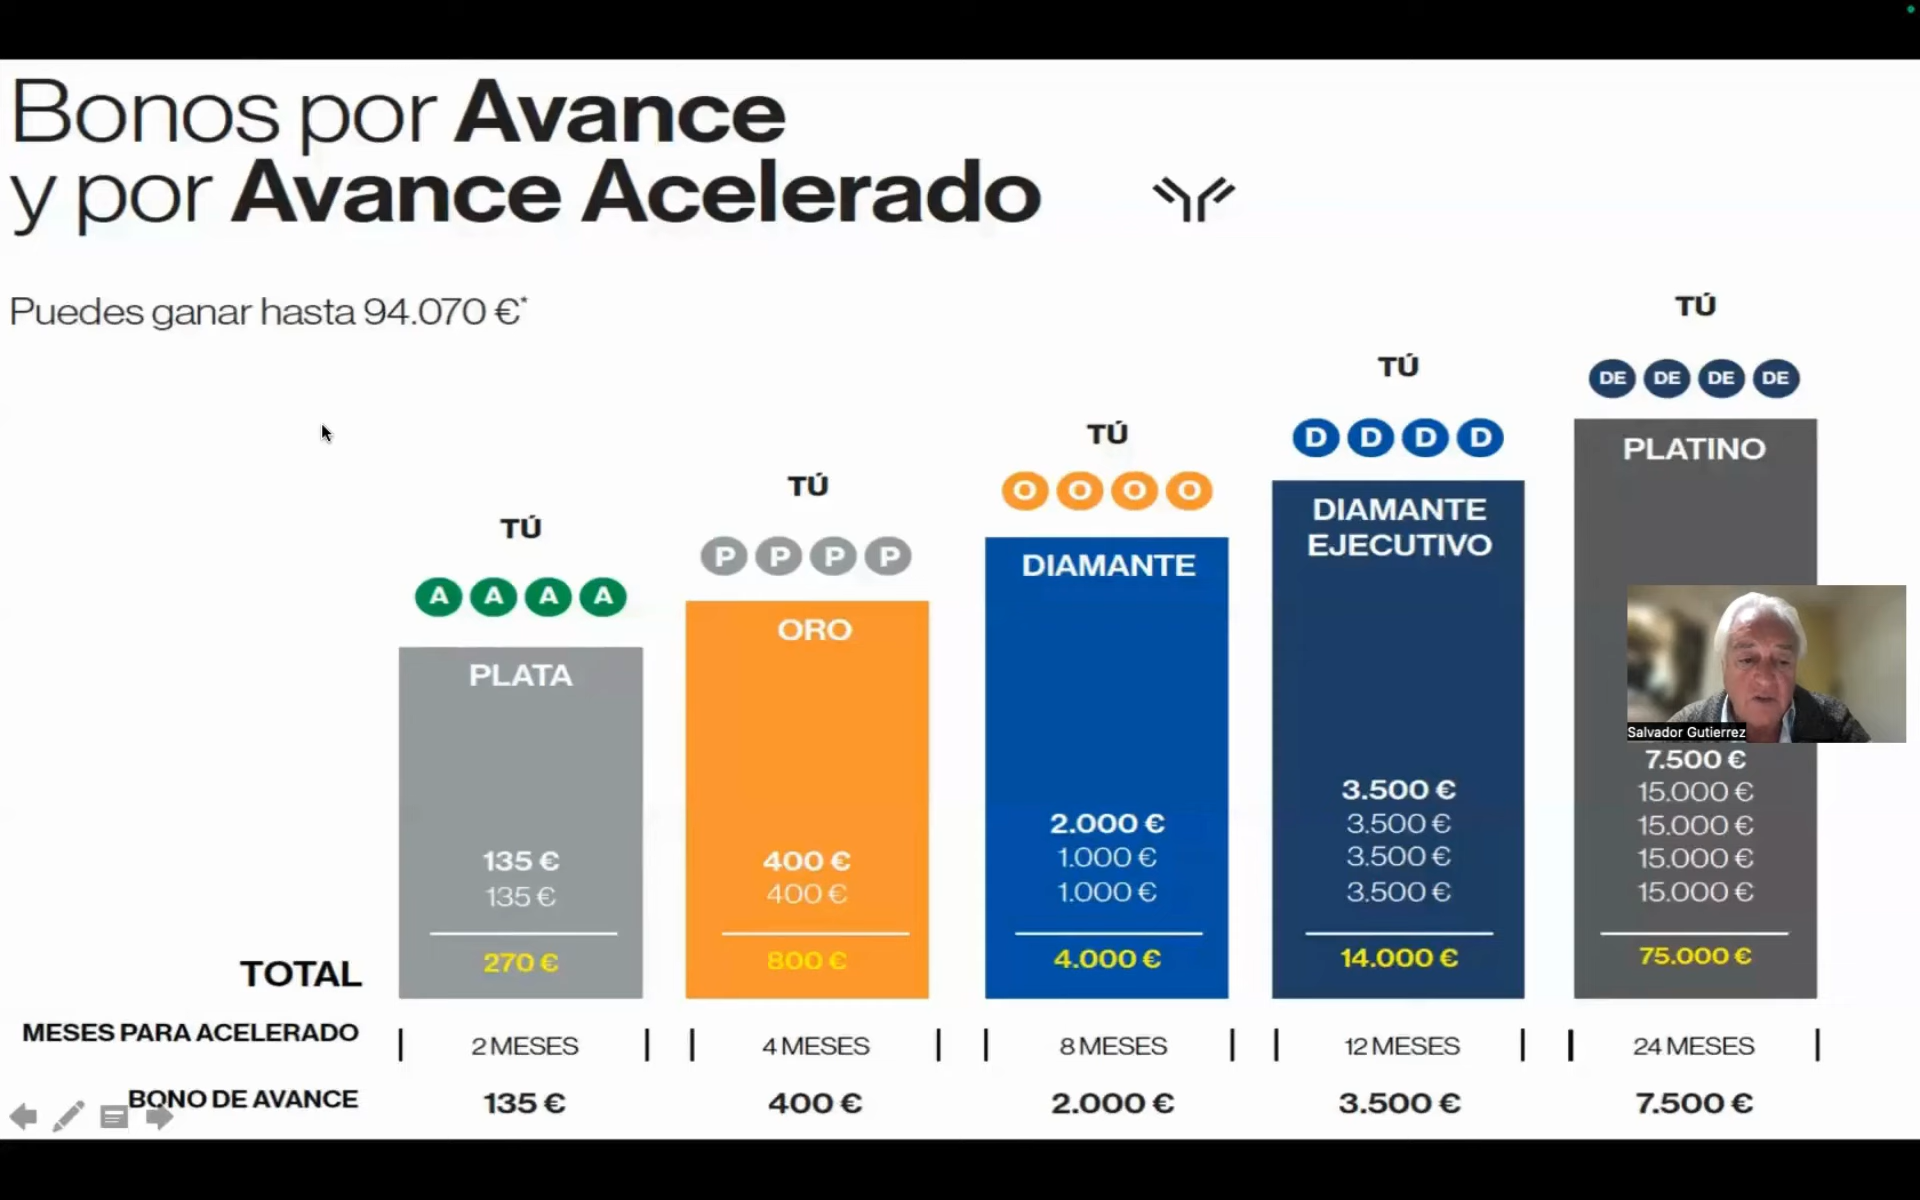 Bonos por Avance
y por Avance Acelerado
Puedes ganar hasta 94.070 €*
TÚ
A A A A
PLATA
135 €
135 €
270 €
TÚ
P P P P
ORO
400 €
400 €
800 €
TÚ
O O O O
DIAMANTE
2.000 €
1.000 €
1.000 €
4.000 €
TÚ
D D D D
DIAMANTE
EJECUTIVO
3.500 €
3.500 €
3.500 €
3.500 €
14.000 €
TÚ
DE DE DE DE
PLATINO
Salvador Gutierrez
7.500 €
15.000 €
15.000 €
15.000 €
15.000 €
75.000 €
TOTAL
MESES PARA ACELERADO
2 MESES
4 MESES
8 MESES
12 MESES
24 MESES
BONO DE AVANCE
135 €
400 €
2.000 €
3.500 €
7.500 €